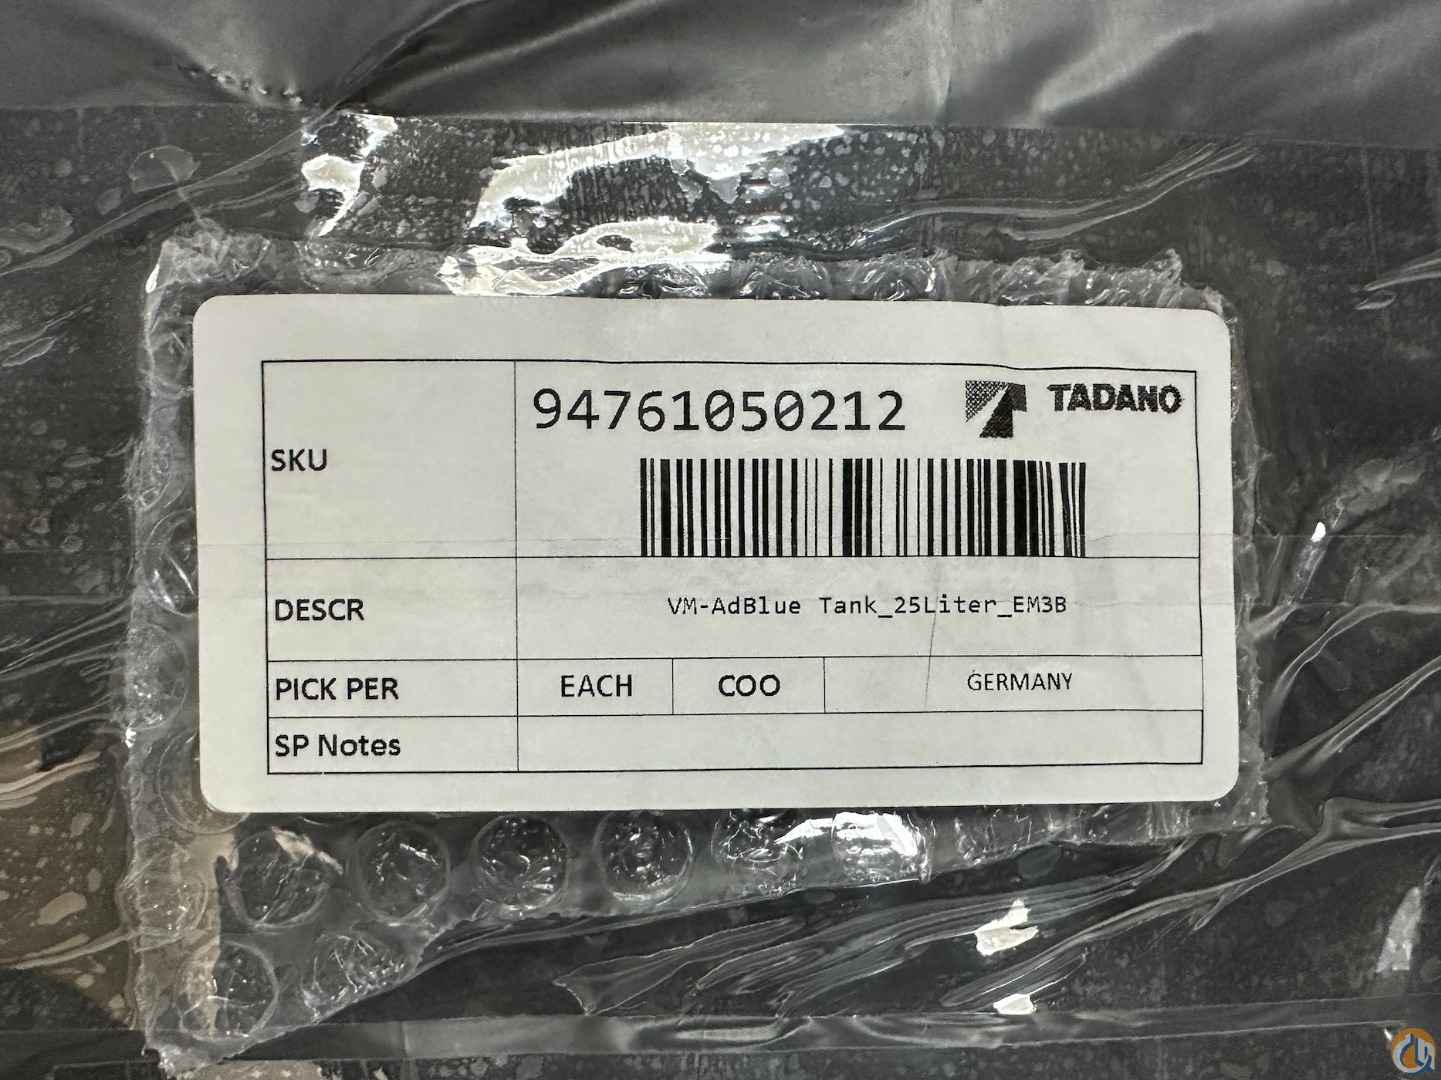 94761050212
TADANO
SKU
DESCR
VM-AdBlue Tank_25Liter_EM3B
PICK PER
EACH
COO
GERMANY
SP Notes